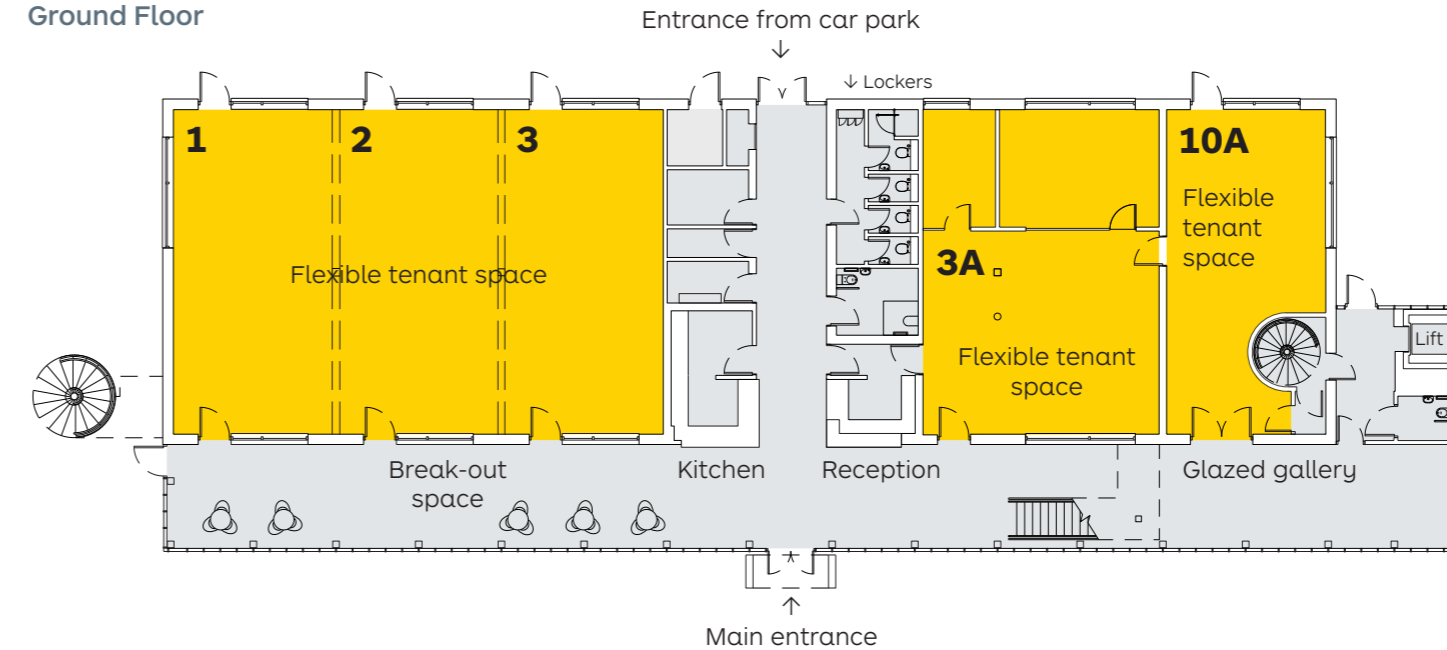 Ground Floor
Entrance from car park
Lockers
1
2
3
10A
Flexible
tenant
space
3A
Flexible tenant space
Flexible tenant
space
Lift
Break-out
space
Kitchen
Reception
Glazed gallery
Main entrance